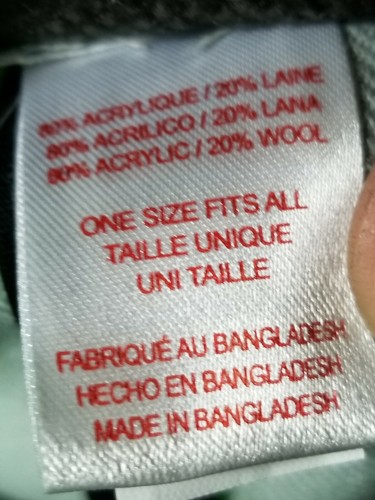 80% ACRYLIQUE / 20% LAINE
80% ACRILICO / 20% LANA
80% ACRYLIC / 20% WOOL
ONE SIZE FITS ALL
TAILLE UNIQUE
UNI TAILLE
FABRIQUÉ AU BANGLADESH
HECHO EN BANGLADESH
MADE IN BANGLADESH